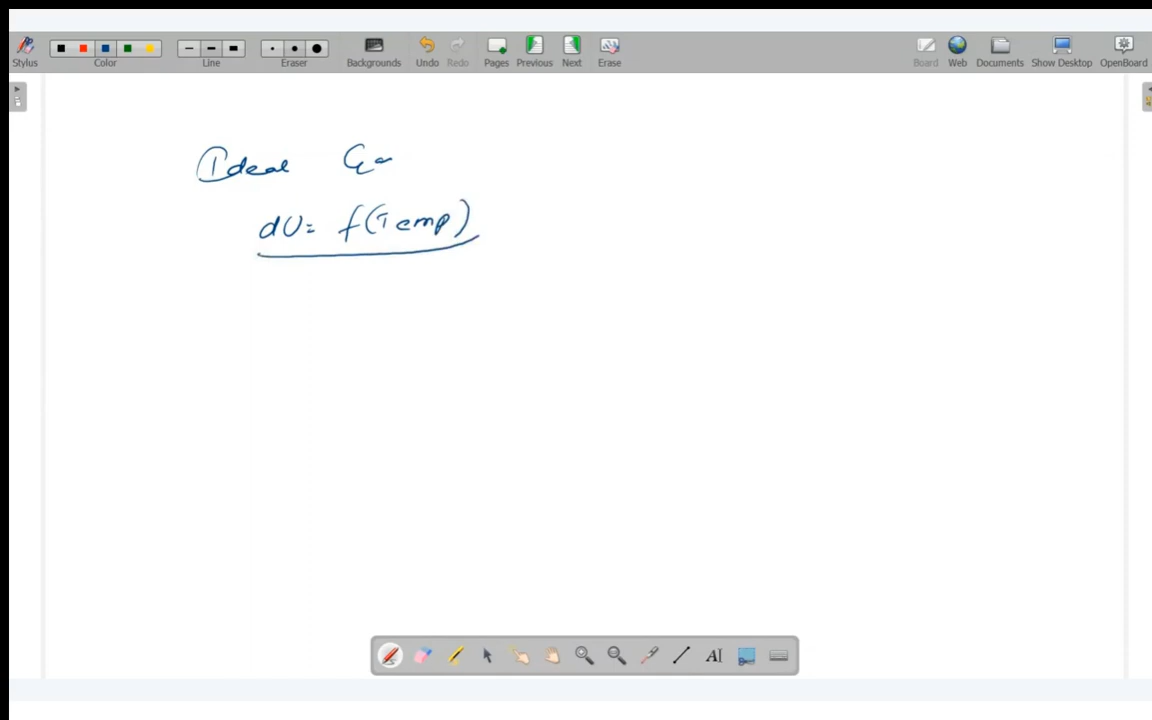 Stylus Color Line Eraser Backgrounds Undo Redo Pages Previous Next Erase Board Web Documents Show Desktop OpenBoard
Ideal Ga
dU= f(Temp)
AI